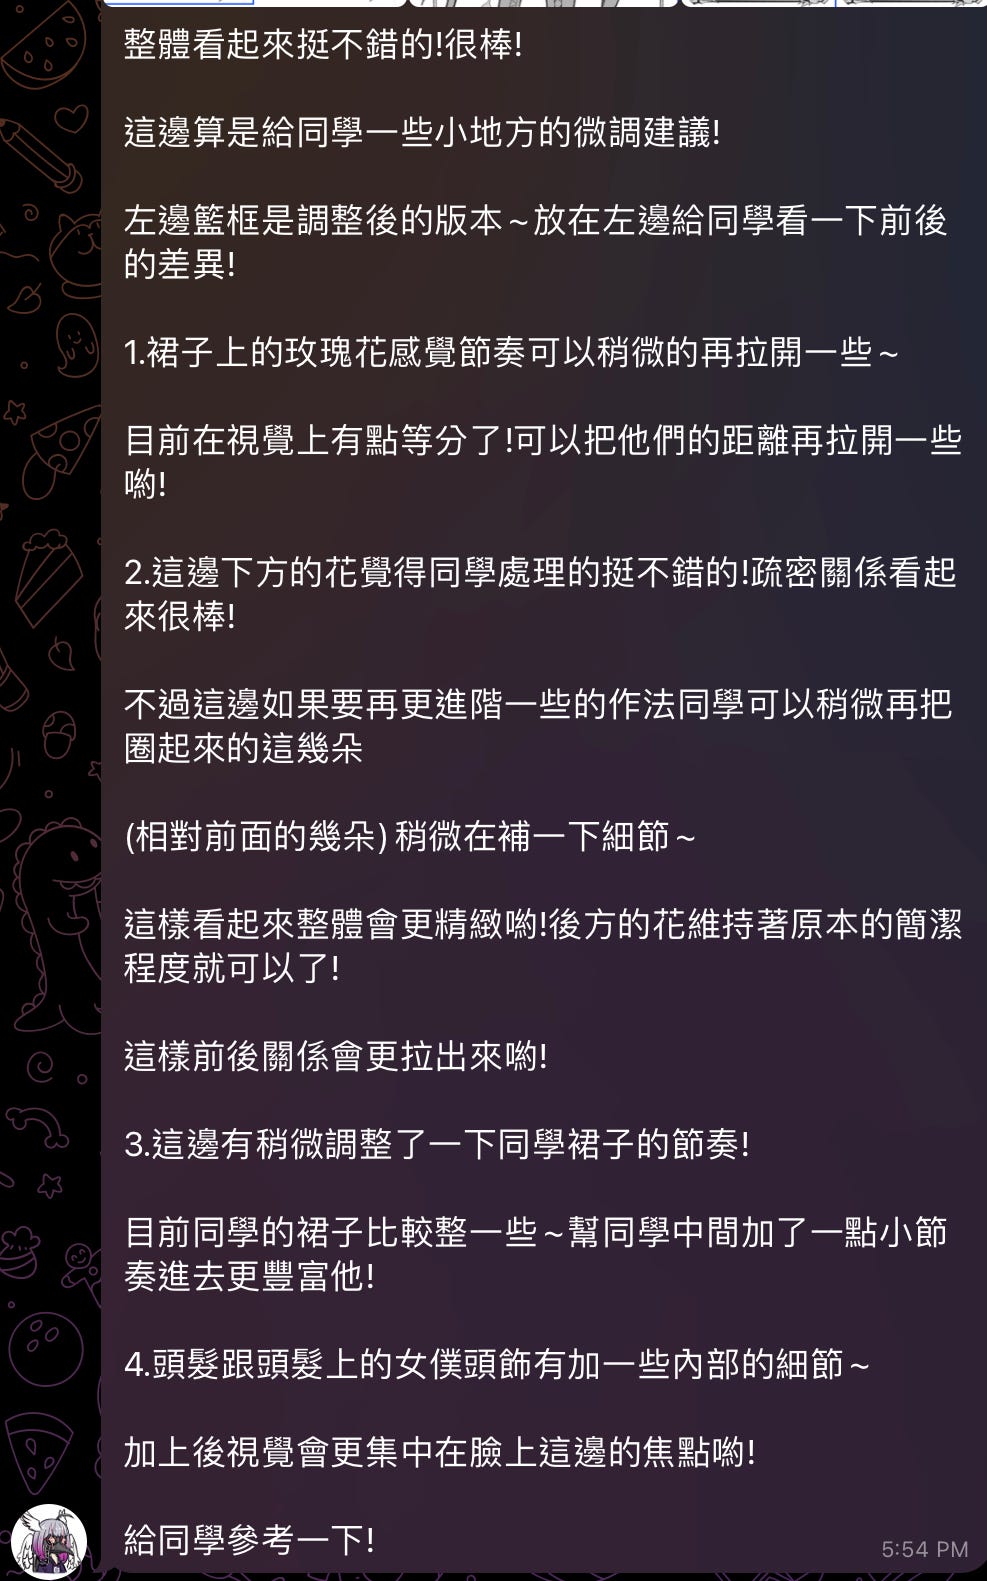 整體看起來挺不錯的!很棒!
這邊算是給同學一些小地方的微調建議!
左邊籃框是調整後的版本~放在左邊給同學看一下前後
的差異!
1.裙子上的玫瑰花感覺節奏可以稍微的再拉開一些~
目前在視覺上有點等分了!可以把他們的距離再拉開一些
喲!
2.這邊下方的花覺得同學處理的挺不錯的!疏密關係看起
來很棒!
不過這邊如果要再更進階一些的作法同學可以稍微再把
圈起來的這幾朵
(相對前面的幾朵)稍微在補一下細節~
這樣看起來整體會更精緻喲!後方的花維持著原本的簡潔
程度就可以了!
這樣前後關係會更拉出來喲!
3.這邊有稍微調整了一下同學裙子的節奏!
目前同學的裙子比較整一些~幫同學中間加了一點小節
奏進去更豐富他!
4.頭髮跟頭髮上的女僕頭飾有加一些內部的細節~
加上後視覺會更集中在臉上這邊的焦點喲!
給同學參考一下!
5:54 PM